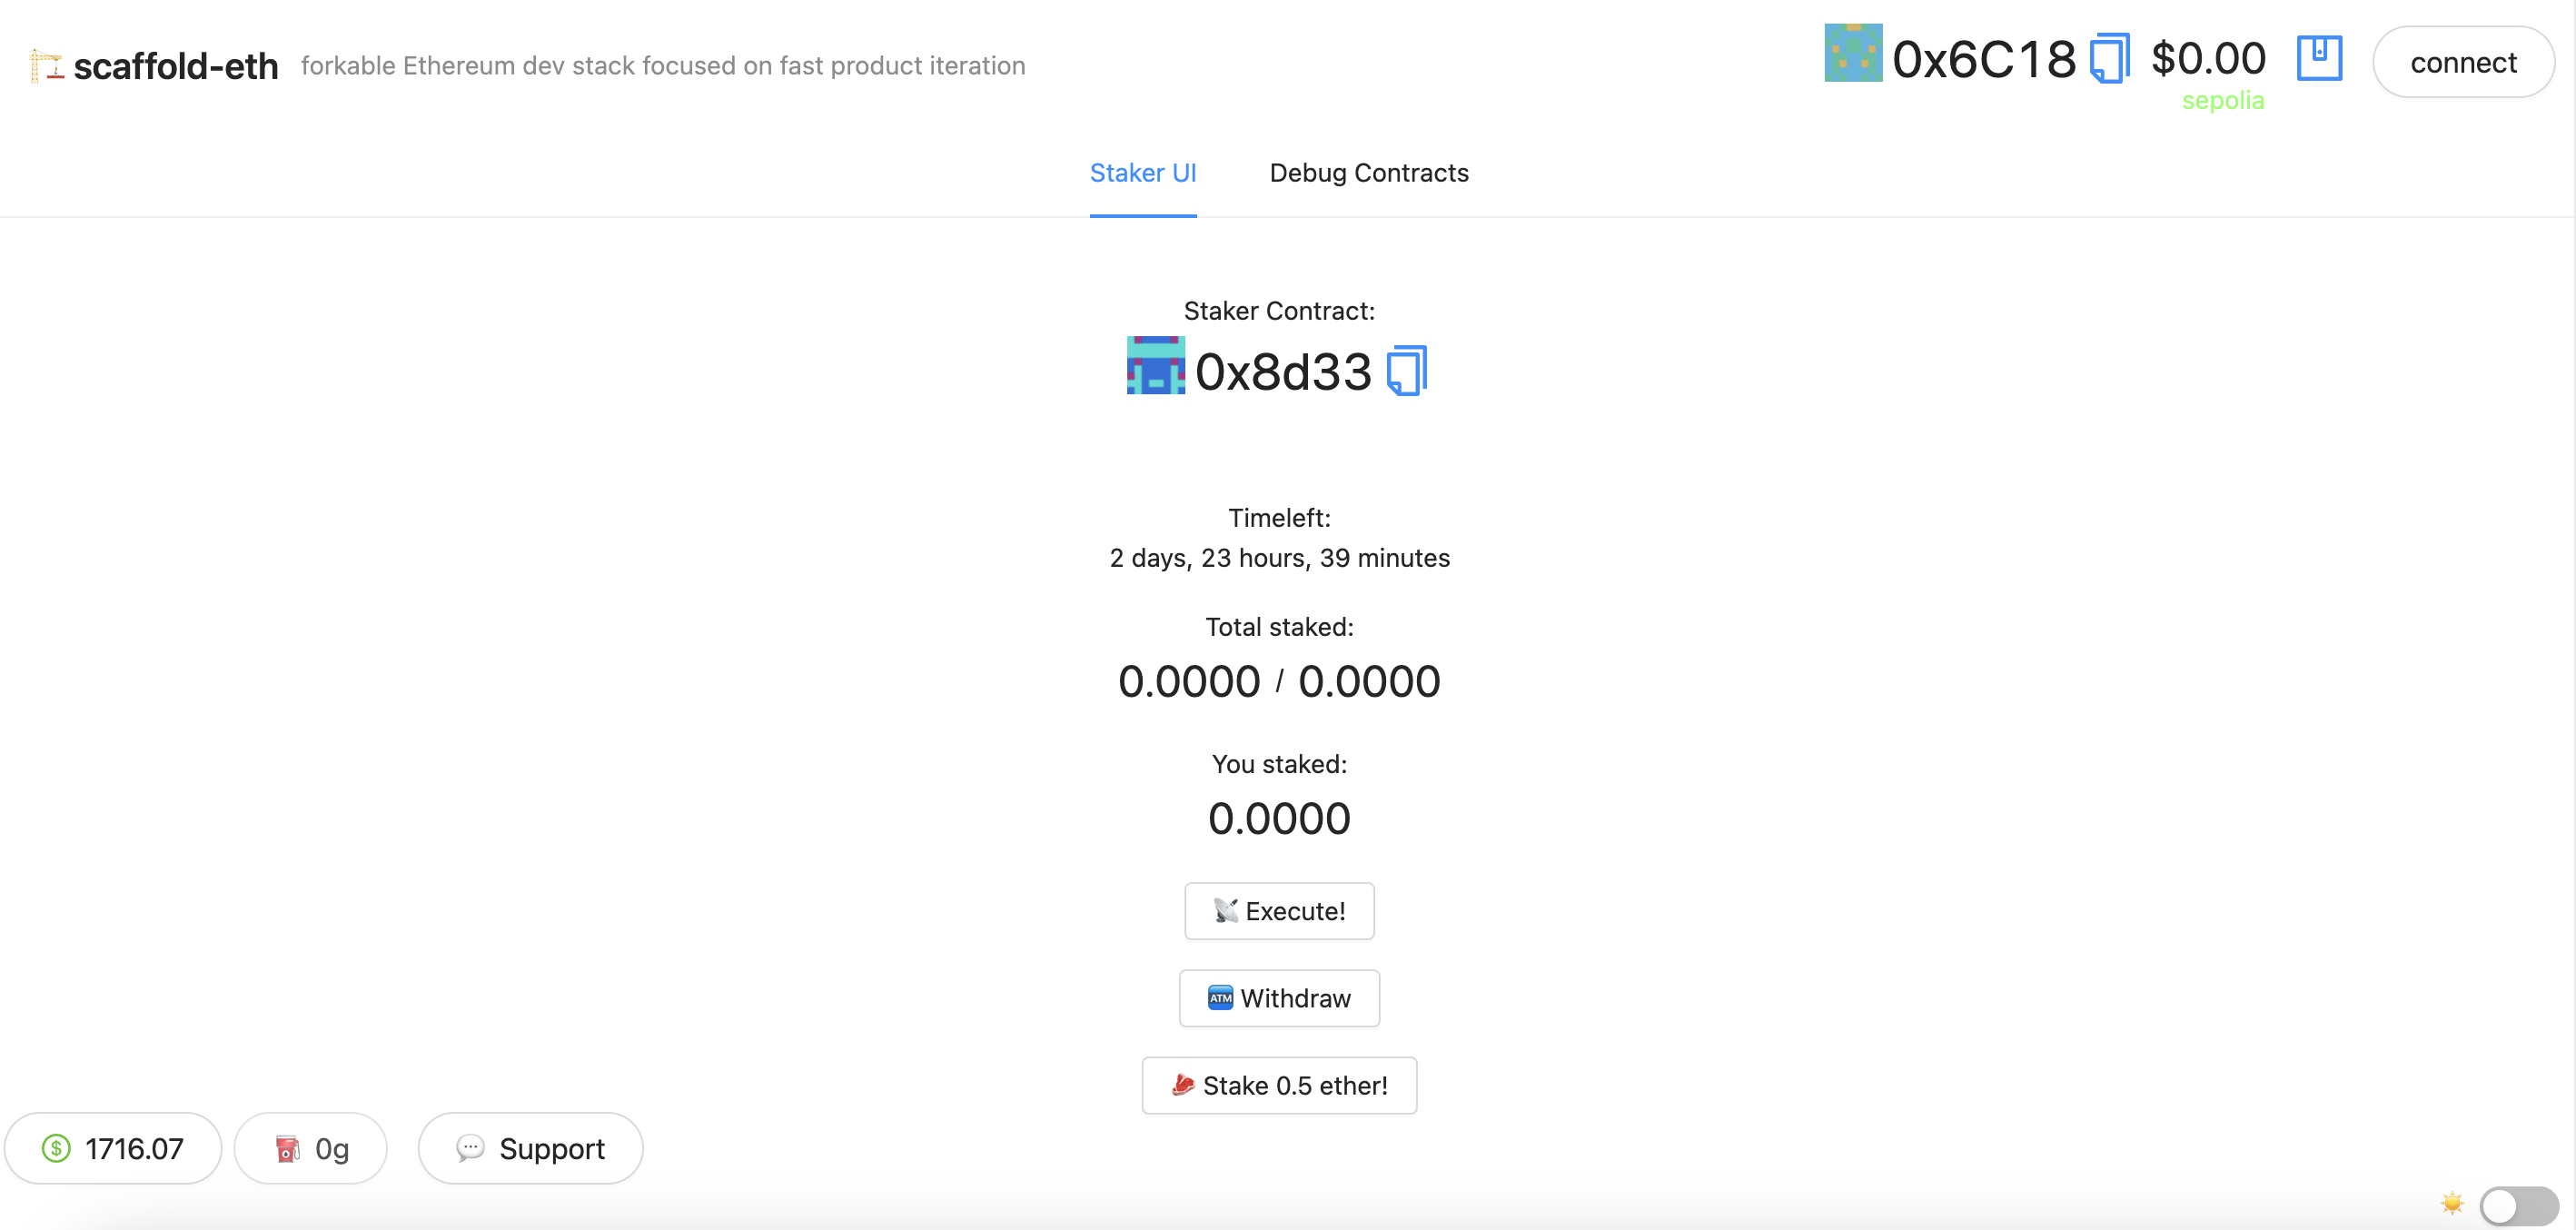 scaffold-eth forkable Ethereum dev stack focused on fast product iteration
0x6C18 $0.00 connect
sepolia
Staker UI Debug Contracts
Staker Contract:
0x8d33
Timeleft:
2 days, 23 hours, 39 minutes
Total staked:
0.0000 / 0.0000
You staked:
0.0000
Execute!
ATM Withdraw
Stake 0.5 ether!
$ 1716.07 0g Support